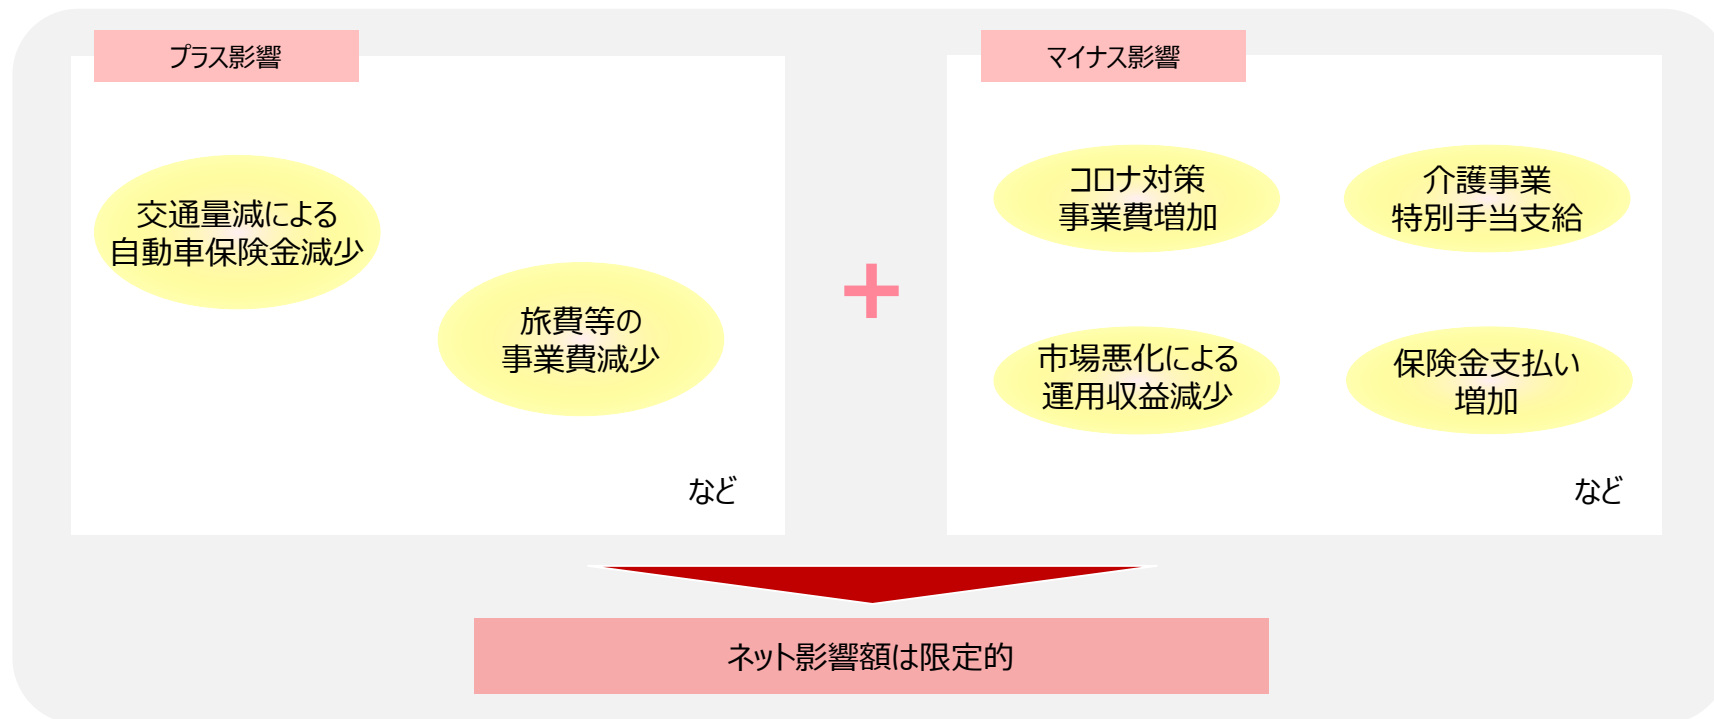 プラス影響
交通量減による
自動車保険金減少
旅費等の
事業費減少
など
+
マイナス影響
コロナ対策
事業費増加
介護事業
特別手当支給
市場悪化による
運用収益減少
保険金支払い
増加
など
ネット影響額は限定的